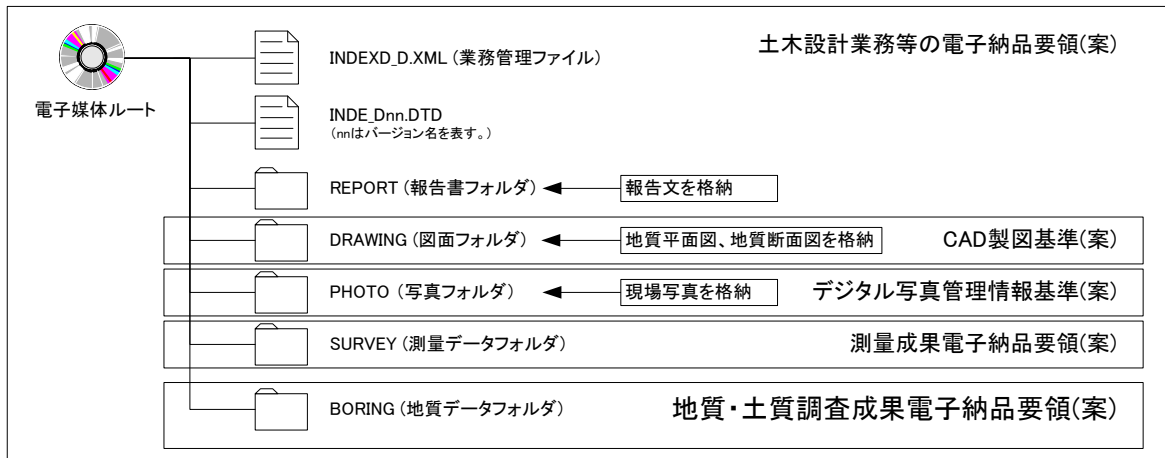 土木設計業務等の電子納品要領(案)
INDEXD_D.XML (業務管理ファイル)
電子媒体ルート
INDE_Dnn.DTD
(nnはバージョン名を表す。)
REPORT (報告書フォルダ) 報告文を格納
DRAWING (図面フォルダ) 地質平面図、地質断面図を格納 CAD製図基準(案)
PHOTO (写真フォルダ) 現場写真を格納 デジタル写真管理情報基準(案)
SURVEY (測量データフォルダ) 測量成果電子納品要領(案)
BORING (地質データフォルダ) 地質・土質調査成果電子納品要領(案)